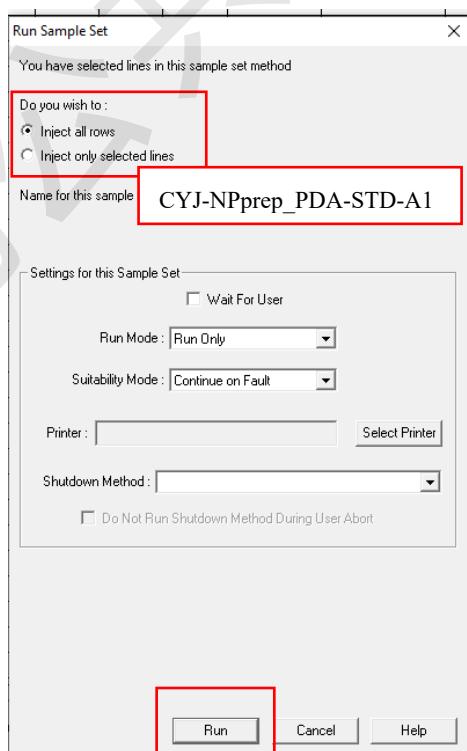 Run Sample Set
You have selected lines in this sample set method
Do you wish to :
Inject all rows
Inject only selected lines
Name for this sample
CYJ-NPprep_PDA-STD-A1
Settings for this Sample Set
Wait For User
Run Mode : Run Only
Suitability Mode : Continue on Fault
Printer : Select Printer
Shutdown Method :
Do Not Run Shutdown Method During User Abort
Run Cancel Help